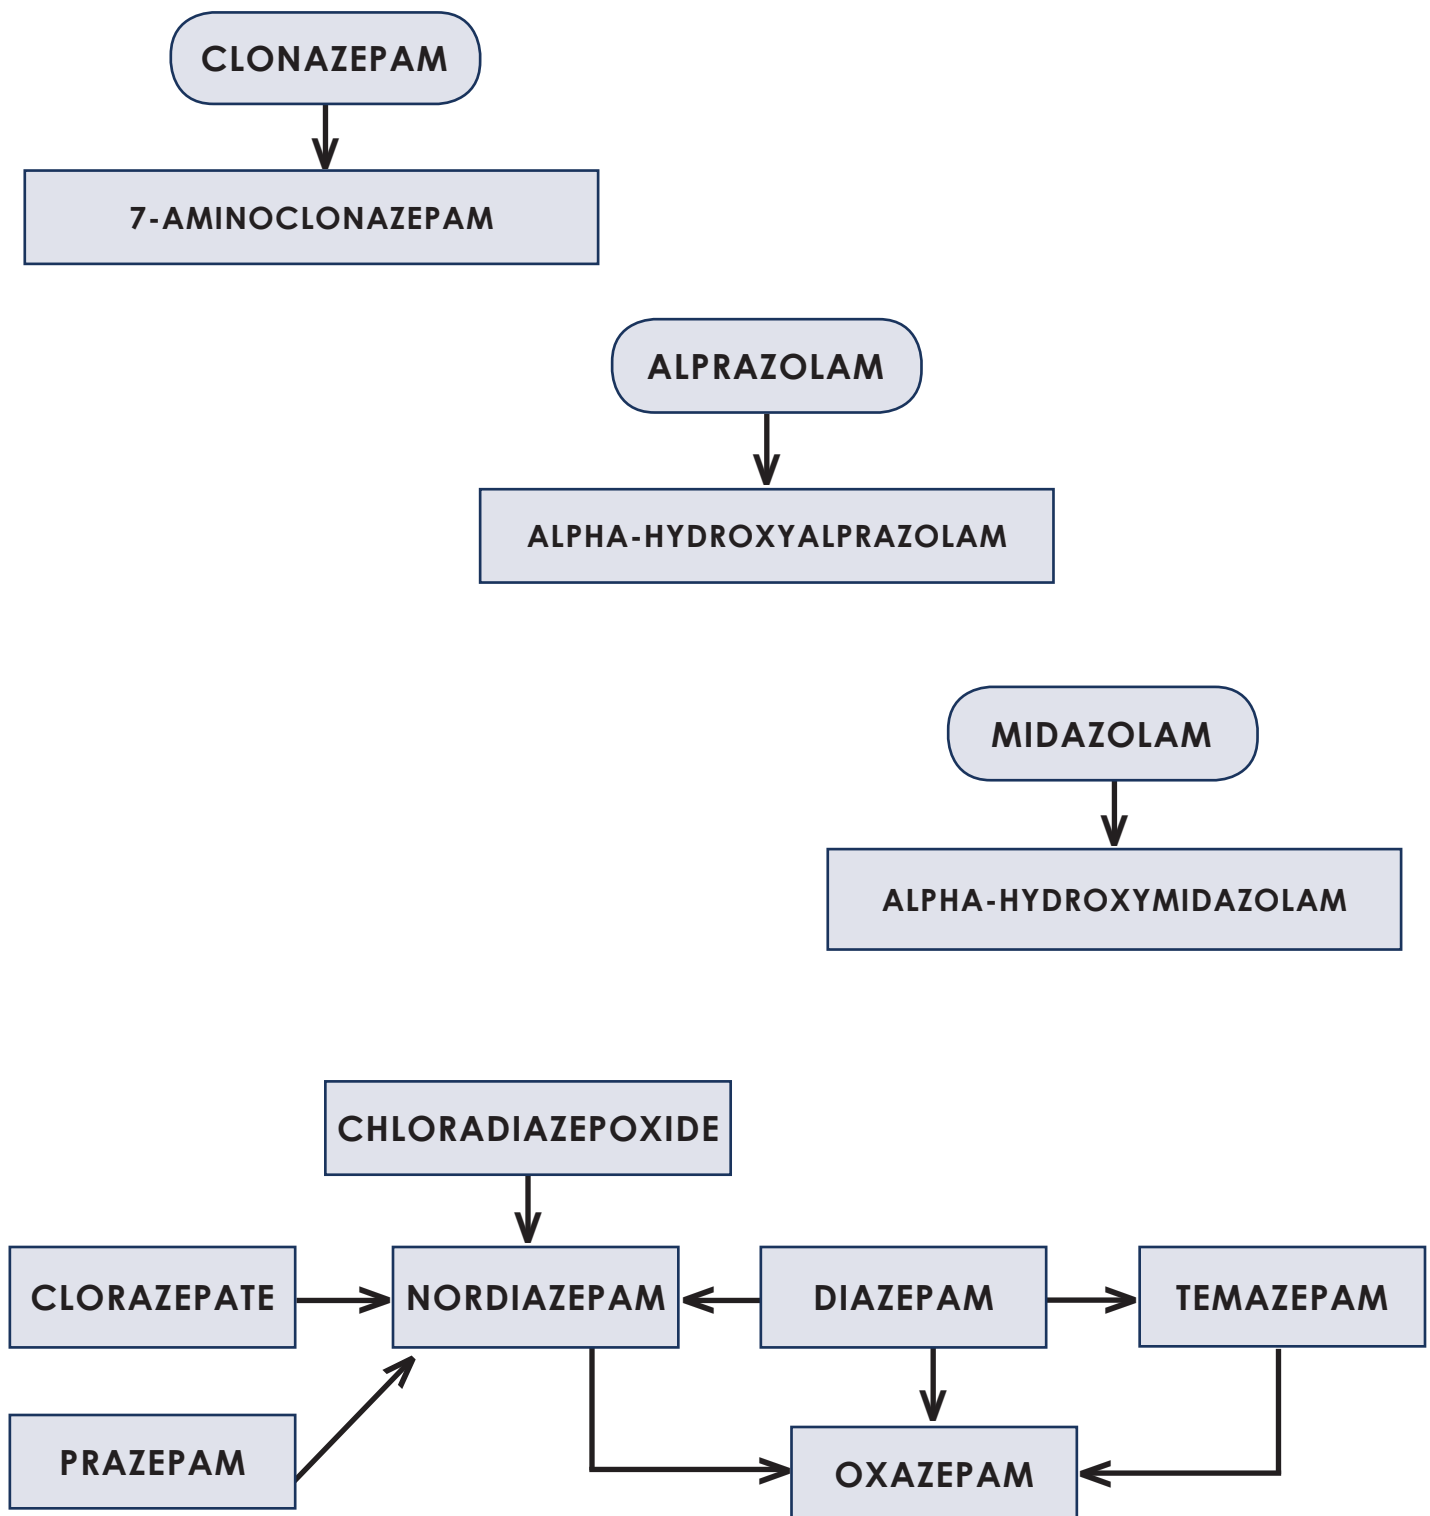 CLONAZEPAM
7-AMINOCLONAZEPAM
ALPRAZOLAM
ALPHA-HYDROXYALPRAZOLAM
MIDAZOLAM
ALPHA-HYDROXYMIDAZOLAM
CHLORADIAZEPOXIDE
CLORAZEPATE
NORDIAZEPAM
DIAZEPAM
TEMAZEPAM
PRAZEPAM
OXAZEPAM